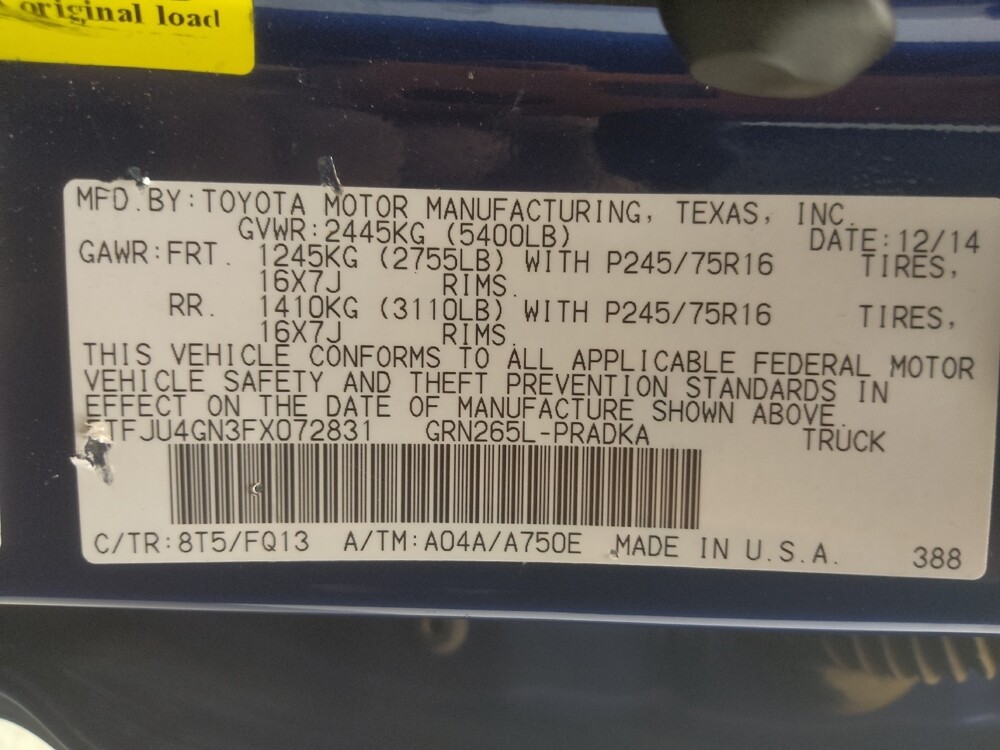 original load
MFD.BY:TOYOTA MOTOR MANUFACTURING, TEXAS, INC.
GVWR:2445KG (5400LB) DATE:12/14
GAWR:FRT. 1245KG (2755LB) WITH P245/75R16 TIRES,
16X7J RIMS.
RR. 1410KG (3110LB) WITH P245/75R16 TIRES,
16X7J RIMS.
THIS VEHICLE CONFORMS TO ALL APPLICABLE FEDERAL MOTOR
VEHICLE SAFETY AND THEFT PREVENTION STANDARDS IN
EFFECT ON THE DATE OF MANUFACTURE SHOWN ABOVE.
GRN265L-PRADKA TRUCK
C/TR:8T5/FQ13 A/TM:A04A/A750E MADE IN U.S.A. 388